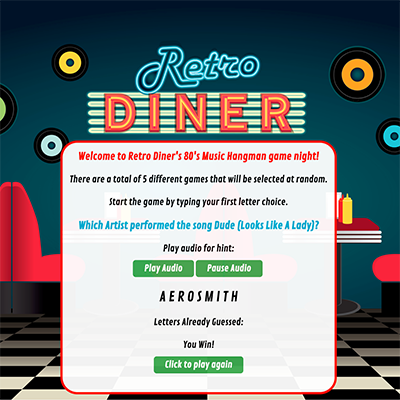 Retro
DINER
Welcome to Retro Diner's 80's Music Hangman game night!
There are a total of 5 different games that will be selected at random.
Start the game by typing your first letter choice.
Which Artist performed the song Dude (Looks Like A Lady)?
Play audio for hint:
Play Audio Pause Audio
A E R O S M I T H
Letters Already Guessed:
You Win!
Click to play again